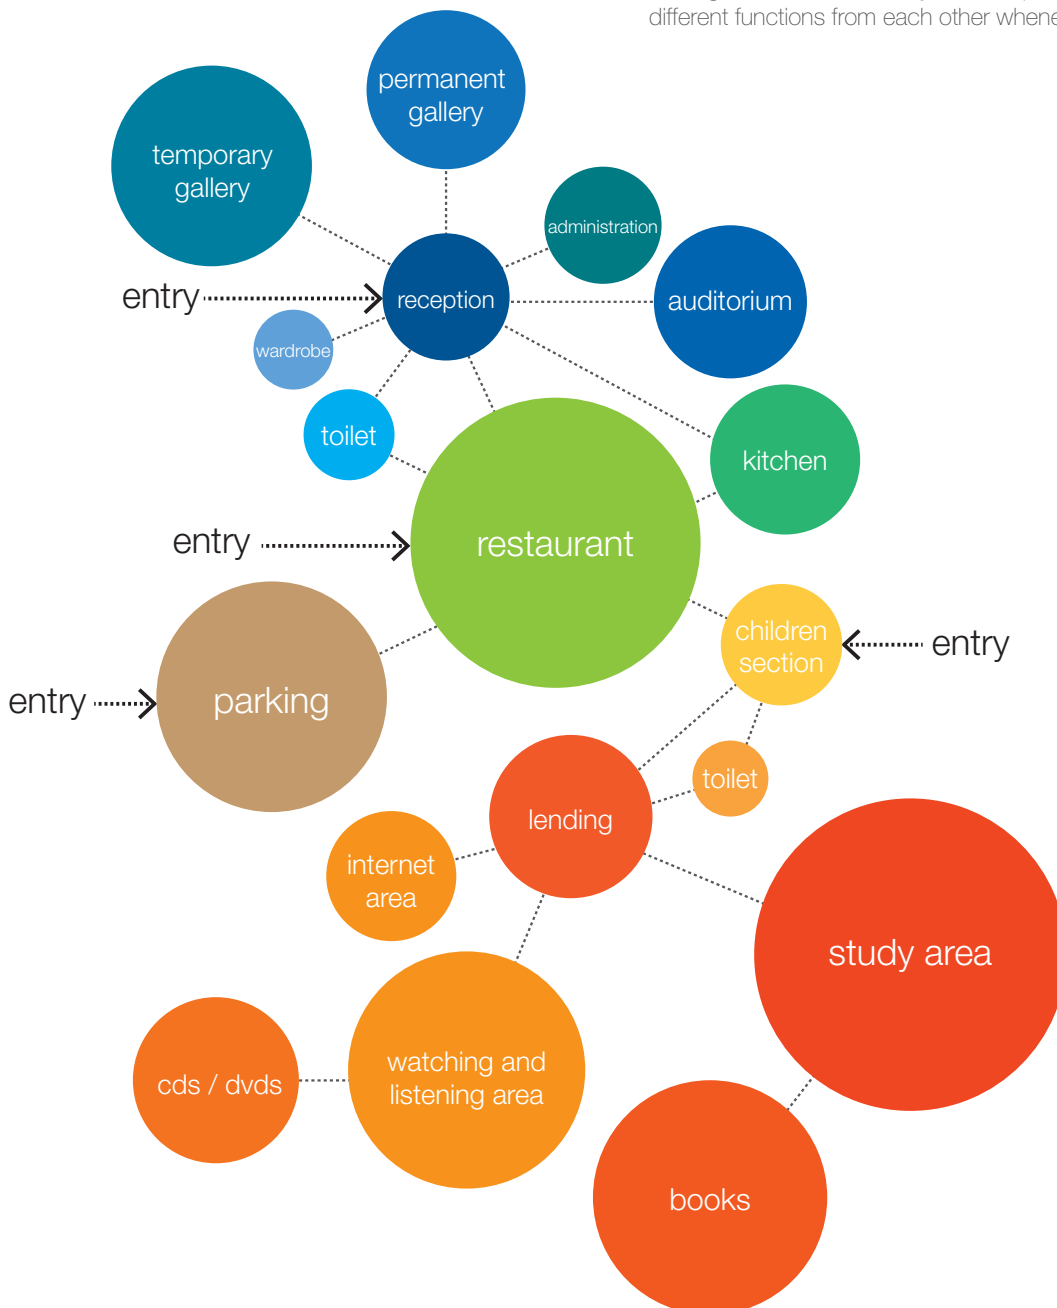 different functions from each other whene
permanent
gallery
temporary
gallery
administration
entry
reception
auditorium
wardrobe
toilet
kitchen
entry
restaurant
children
section
entry
entry
parking
toilet
lending
internet
area
study area
watching and
listening area
cds / dvds
books